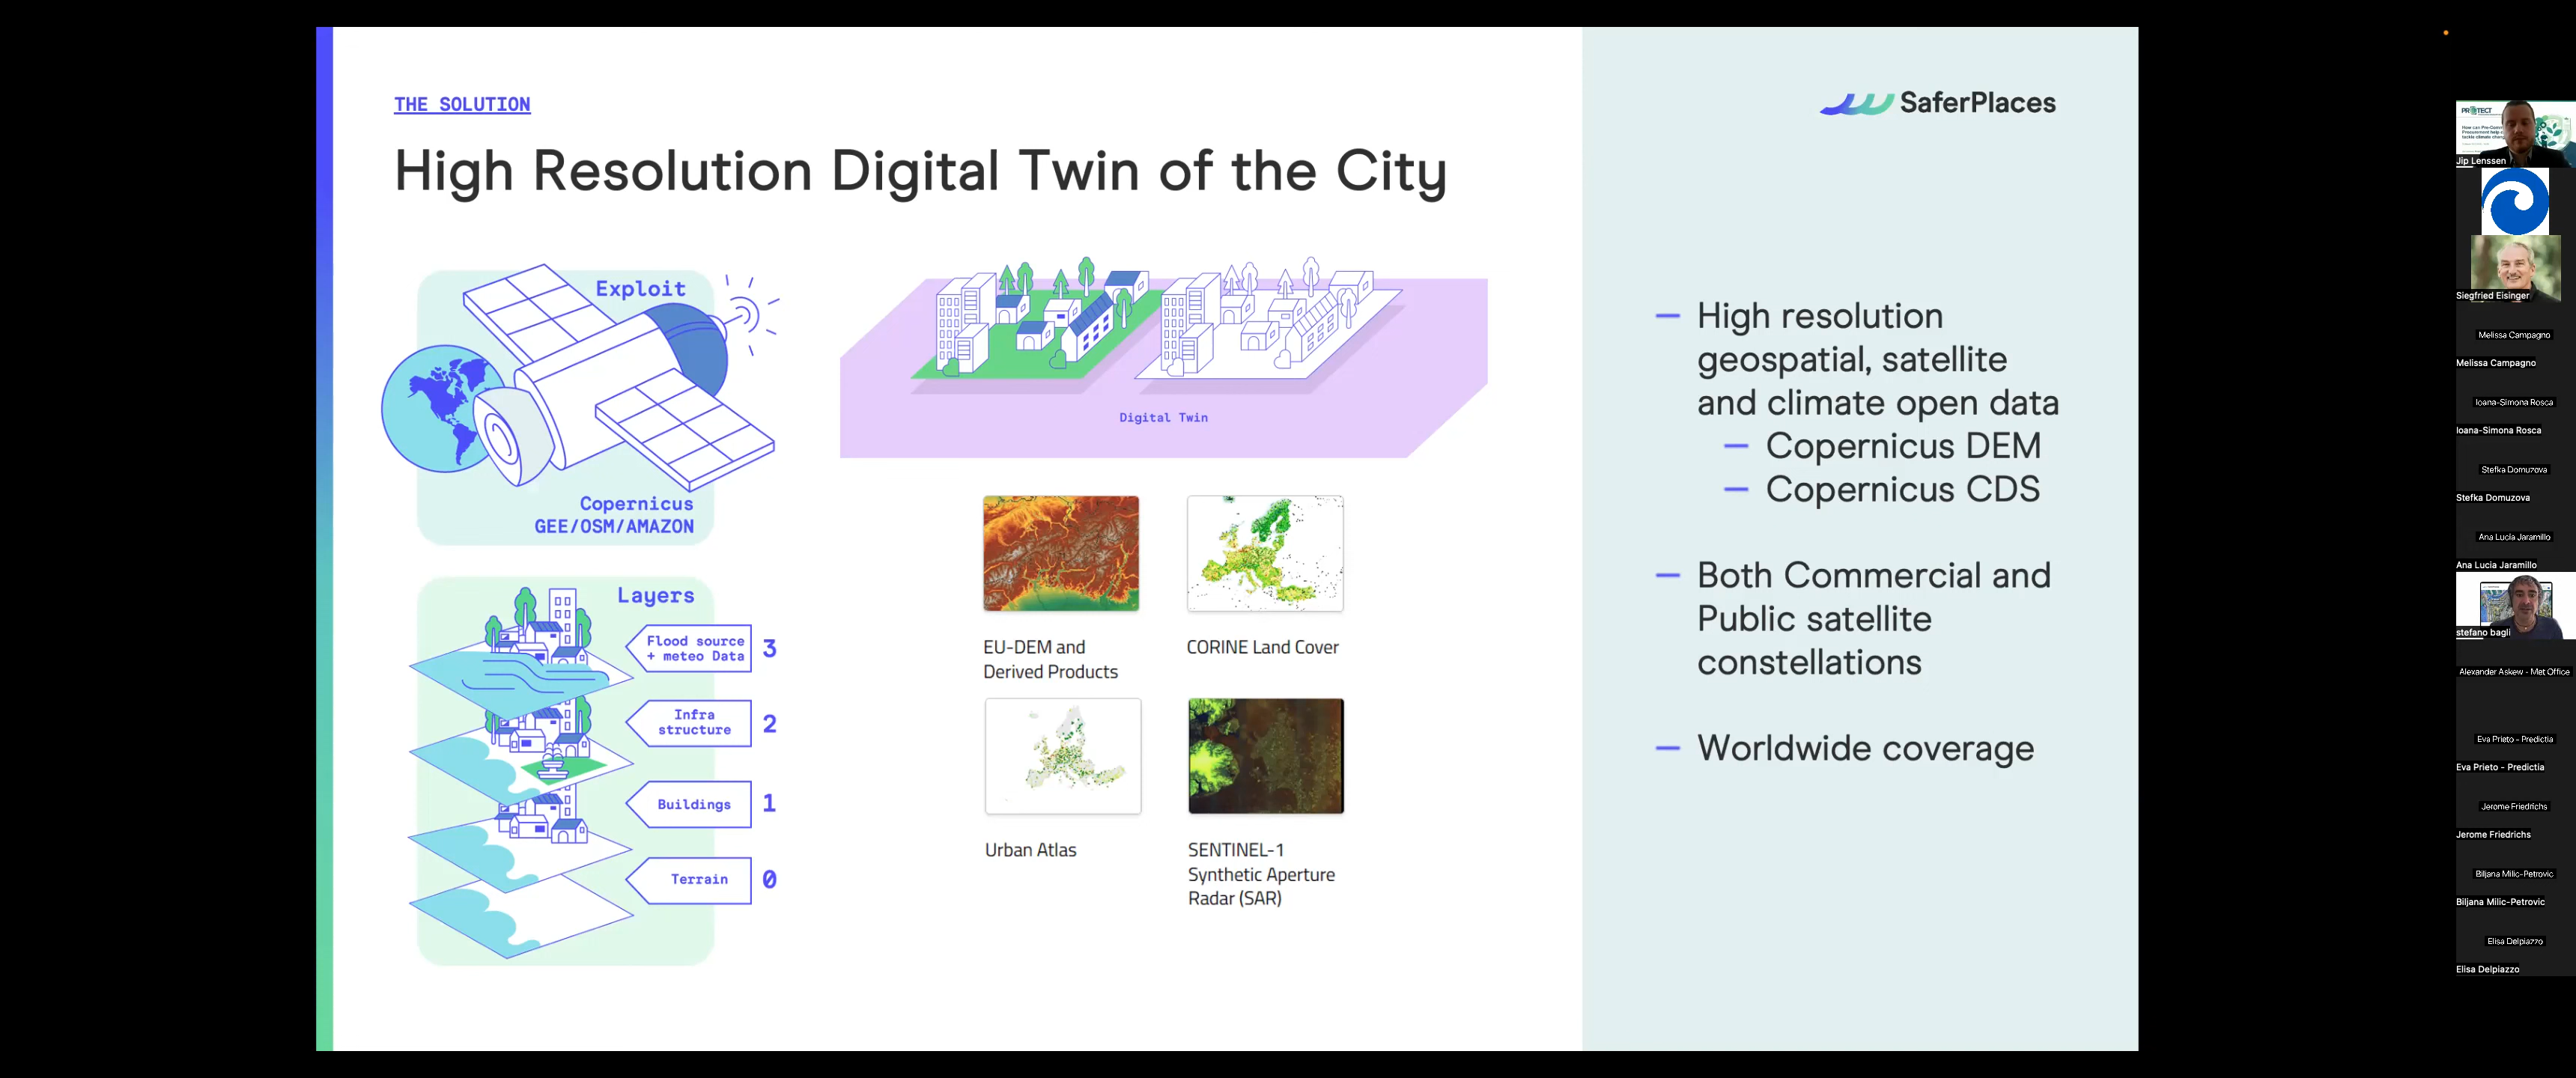 THE SOLUTION
SaferPlaces
High Resolution Digital Twin of the City
Exploit
Copernicus
GEE/OSM/AMAZON
Layers
Flood source
+ meteo Data
3
Infra
structure
2
Buildings
1
Terrain
0
Digital Twin
EU-DEM and
Derived Products
CORINE Land Cover
Urban Atlas
SENTINEL-1
Synthetic Aperture
Radar (SAR)
— High resolution
geospatial, satellite
and climate open data
— Copernicus DEM
— Copernicus CDS
— Both Commercial and
Public satellite
constellations
— Worldwide coverage
PROTECT
Jip Lenssen
Siegfried Eisinger
Melissa Campagno
Melissa Campagno
Ioana-Simona Rosca
Ioana-Simona Rosca
Stefka Domuzova
Stefka Domuzova
Ana Lucia Jaramillo
Ana Lucia Jaramillo
stefano bagli
Alexander Askew - Met Office
Eva Prieto - Predictia
Eva Prieto - Predictia
Jerome Friedrichs
Jerome Friedrichs
Biljana Milic-Petrovic
Biljana Milic-Petrovic
Elisa Delpiazzo
Elisa Delpiazzo